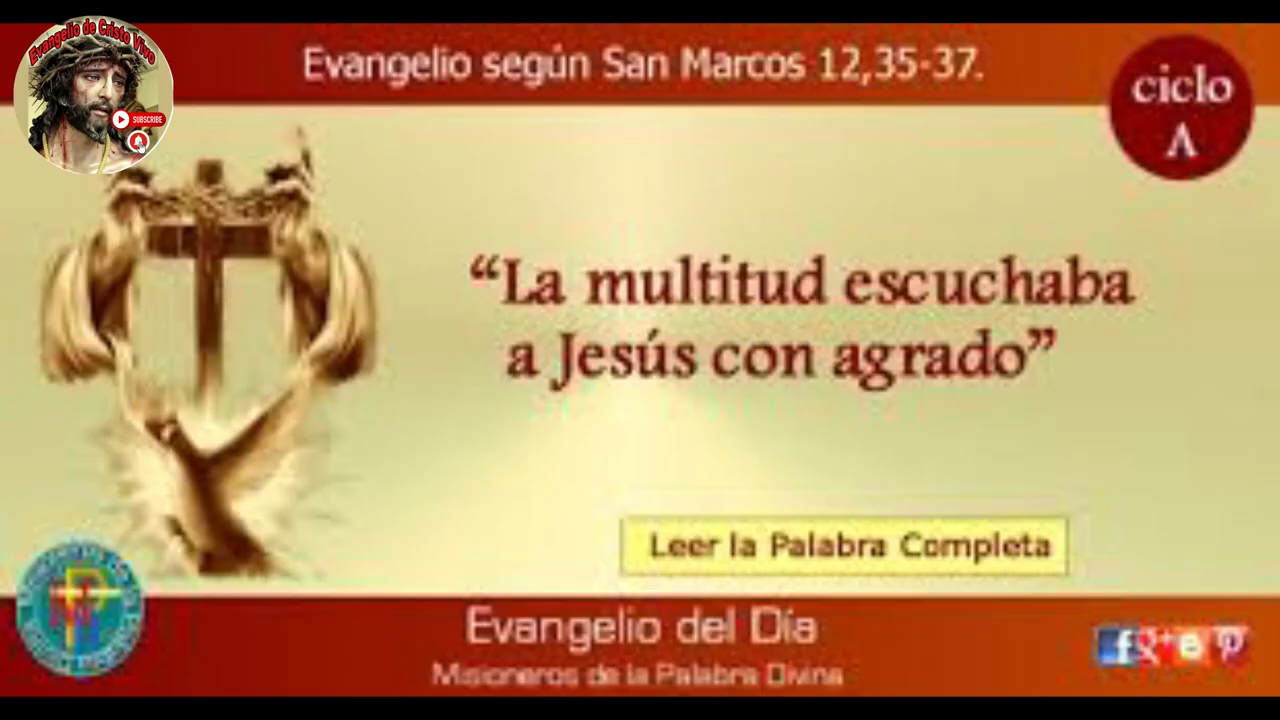 Evangelio de Cristo Vivo
SUBSCRIBE
Evangelio según San Marcos 12,35-37.
ciclo
A
“La multitud escuchaba
a Jesús con agrado”
Leer la Palabra Completa
Evangelio del Día
Misioneros de la Palabra Divina
f g+ P